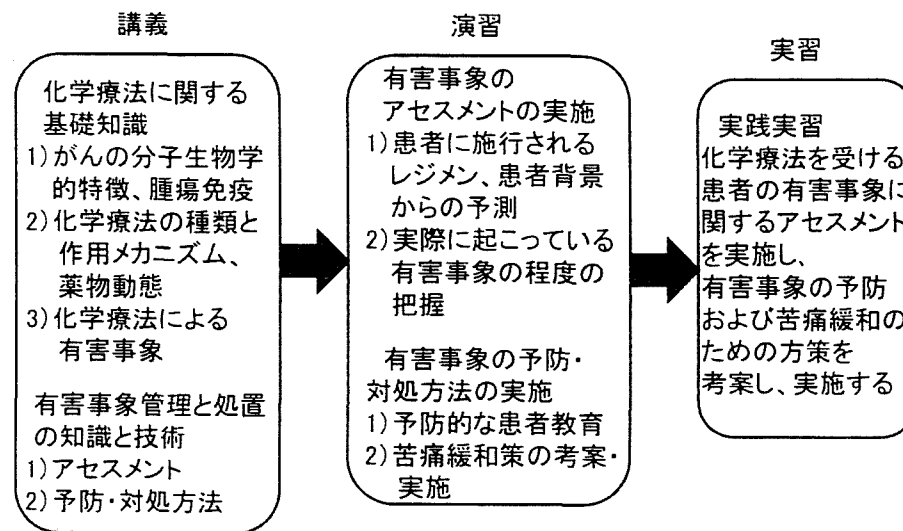 講義
化学療法に関する
基礎知識
1)がんの分子生物学
的特徴、腫瘍免疫
2)化学療法の種類と
作用メカニズム、
薬物動態
3)化学療法による
有害事象
有害事象管理と処置
の知識と技術
1)アセスメント
2)予防・対処方法
演習
有害事象の
アセスメントの実施
1)患者に施行される
レジメン、患者背景
からの予測
2)実際に起こっている
有害事象の程度の
把握
有害事象の予防・
対処方法の実施
1)予防的な患者教育
2)苦痛緩和策の考案・
実施
実習
実践実習
化学療法を受ける
患者の有害事象に
関するアセスメント
を実施し、
有害事象の予防
および苦痛緩和の
ための方策を
考案し、実施する